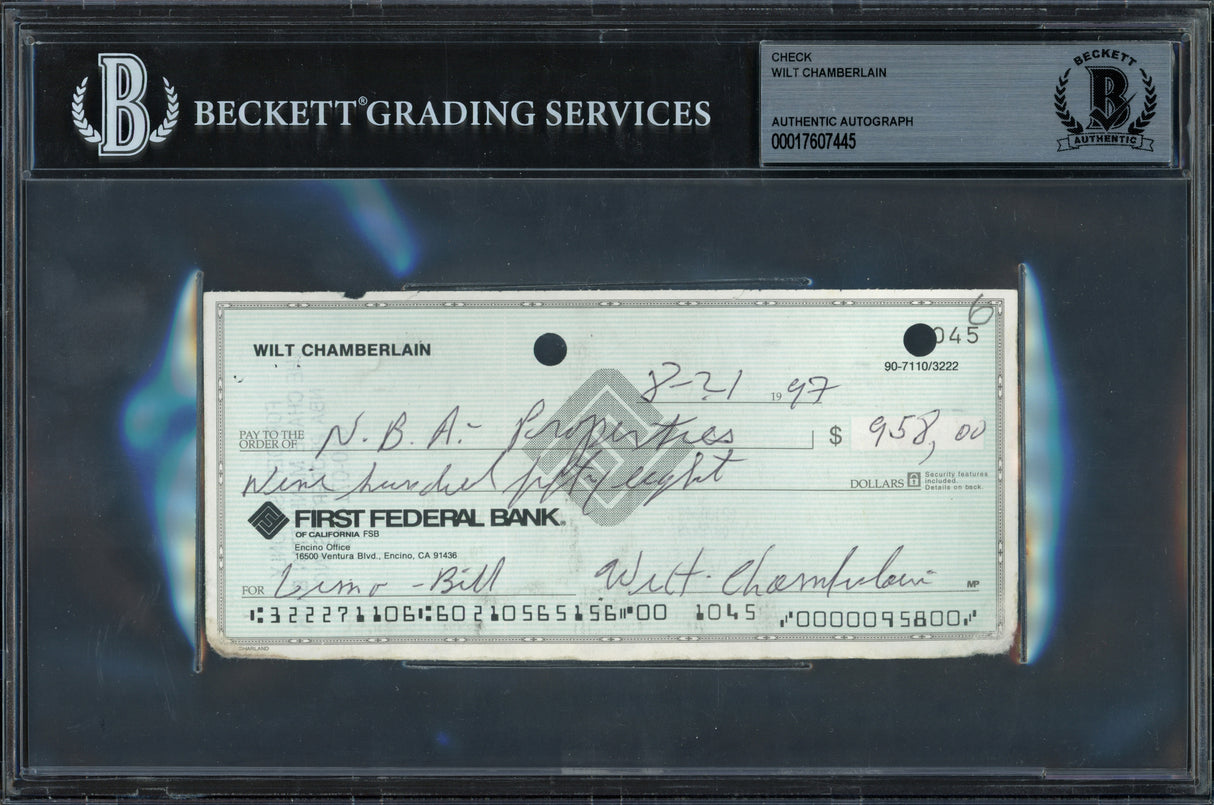 BECKETT® GRADING SERVICES
CHECK
WILT CHAMBERLAIN
AUTHENTIC AUTOGRAPH
00017607445
BECKETT
B
AUTHENTIC
6
WILT CHAMBERLAIN
045
90-7110/3222
8-21 1997
PAY TO THE ORDER OF N.B.A.- Properties $ 958,00
Nine hundred fifty eight DOLLARS Security features included. Details on back.
FIRST FEDERAL BANK
OF CALIFORNIA FSB
Encino Office
16500 Ventura Blvd., Encino, CA 91436
FOR Limo - Bill Wilt Chamberlain MP
⑆322271106⑆60210565156⑈00 1045 ⑇0000095800⑇
©HARLAND